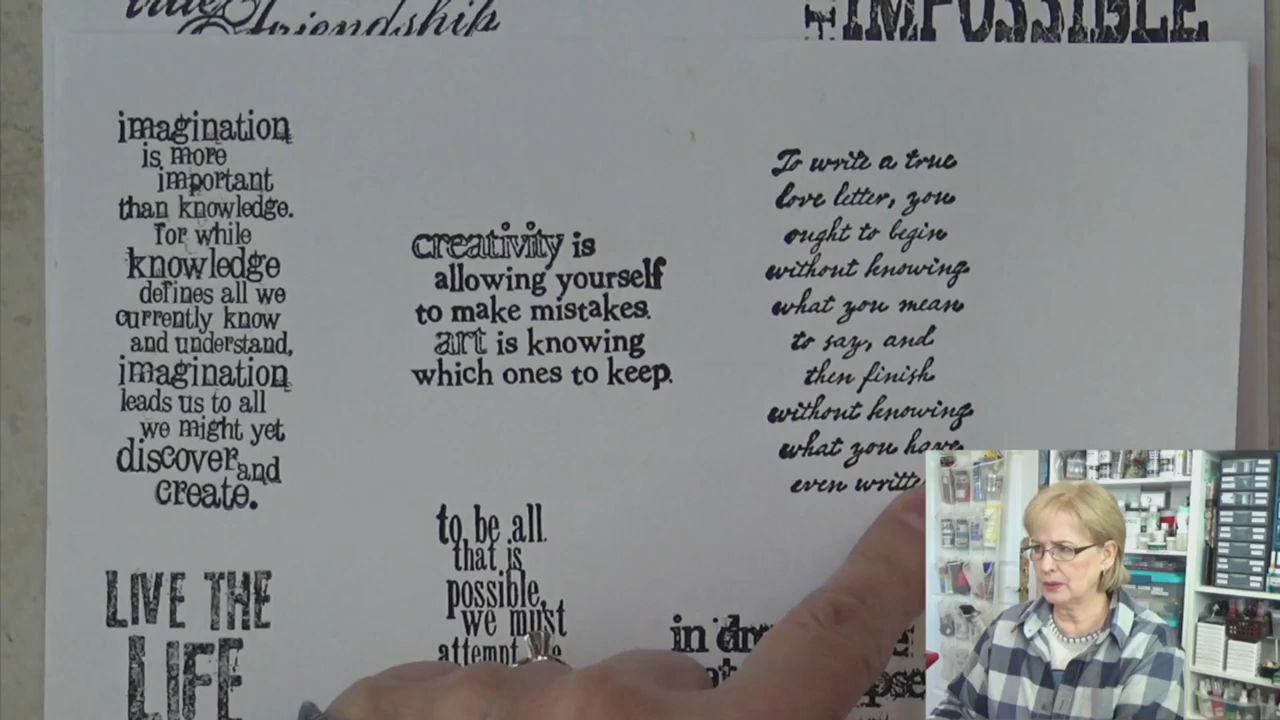 true
friendship
IMPOSSIBLE
imagination
is more
important
than knowledge.
for while
knowledge
defines all we
currently know
and understand,
imagination
leads us to all
we might yet
discover and
create.
creativity is
allowing yourself
to make mistakes.
art is knowing
which ones to keep.
To write a true
love letter, you
ought to begin
without knowing
what you mean
to say, and
then finish
without knowing
what you have
even writte
LIVE THE
LIFE
to be all
that is
possible,
we must
attempt
in